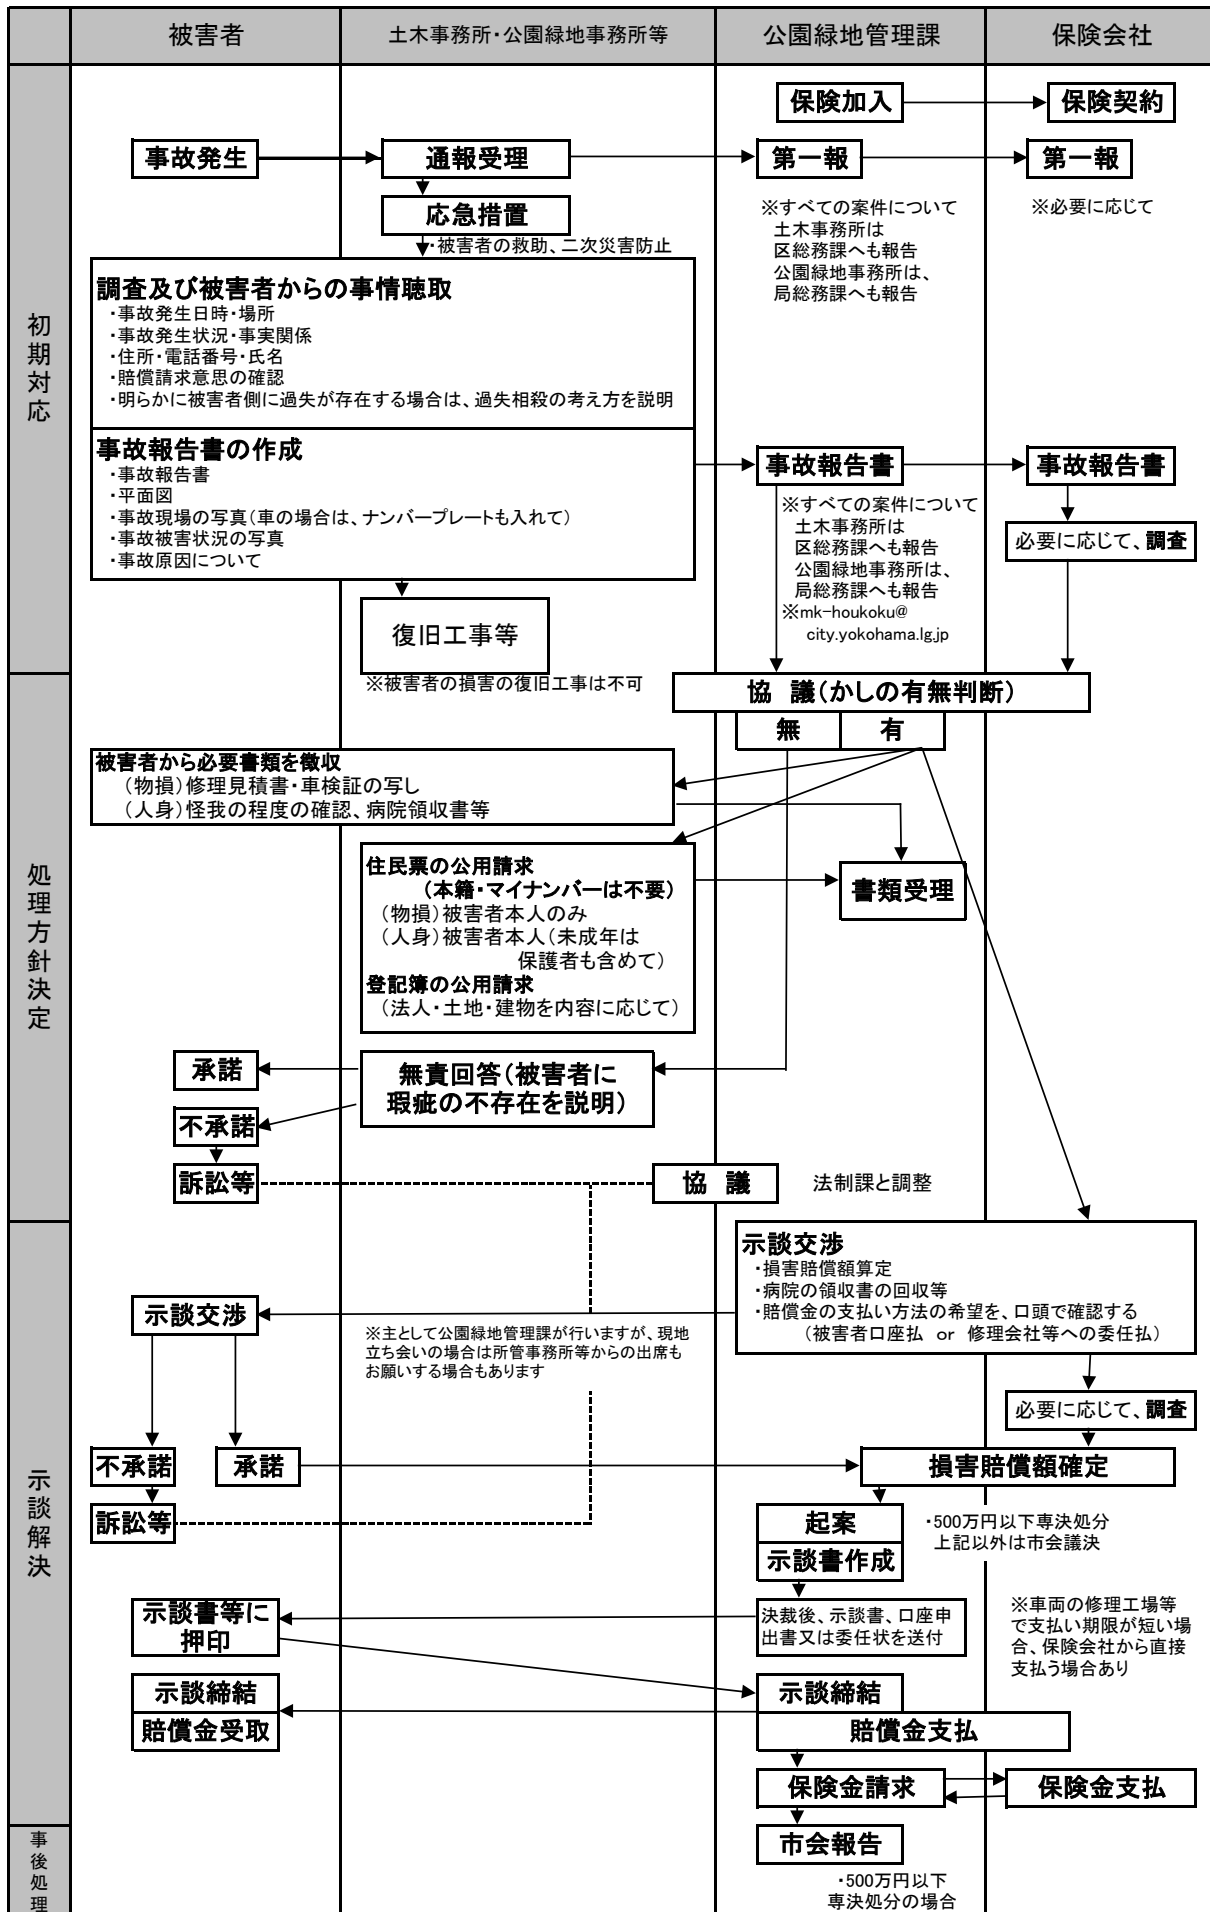 被害者
土木事務所・公園緑地事務所等
公園緑地管理課
保険会社
初期対応
保険加入
保険契約
事故発生
通報受理
第一報
第一報
応急措置
・被害者の救助、二次災害防止
※すべての案件について
土木事務所は
区総務課へも報告
公園緑地事務所は、
局総務課へも報告
※必要に応じて
調査及び被害者からの事情聴取
・事故発生日時・場所
・事故発生状況・事実関係
・住所・電話番号・氏名
・賠償請求意思の確認
・明らかに被害者側に過失が存在する場合は、過失相殺の考え方を説明
事故報告書の作成
・事故報告書
・平面図
・事故現場の写真（車の場合は、ナンバープレートも入れて）
・事故被害状況の写真
・事故原因について
事故報告書
事故報告書
※すべての案件について
土木事務所は
区総務課へも報告
公園緑地事務所は、
局総務課へも報告
※mk-houkoku@
city.yokohama.lg.jp
必要に応じて、調査
復旧工事等
※被害者の損害の復旧工事は不可
処理方針決定
協　議（かしの有無判断）
無
有
被害者から必要書類を徴収
（物損）修理見積書・車検証の写し
（人身）怪我の程度の確認、病院領収書等
住民票の公用請求
（本籍・マイナンバーは不要）
（物損）被害者本人のみ
（人身）被害者本人（未成年は
保護者も含めて）
登記簿の公用請求
（法人・土地・建物を内容に応じて）
書類受理
承諾
無責回答（被害者に
瑕疵の不存在を説明）
不承諾
訴訟等
協　議
法制課と調整
示談解決
示談交渉
・損害賠償額算定
・病院の領収書の回収等
・賠償金の支払い方法の希望を、口頭で確認する
（被害者口座払　or　修理会社等への委任払）
示談交渉
※主として公園緑地管理課が行いますが、現地
立ち会いの場合は所管事務所等からの出席も
お願いする場合もあります
必要に応じて、調査
不承諾
承諾
損害賠償額確定
訴訟等
起案
・500万円以下専決処分
上記以外は市会議決
示談書作成
示談書等に
押印
決裁後、示談書、口座申
出書又は委任状を送付
※車両の修理工場等
で支払い期限が短い場
合、保険会社から直接
支払う場合あり
示談締結
示談締結
賠償金受取
賠償金支払
保険金請求
保険金支払
事後処理
市会報告
・500万円以下
専決処分の場合